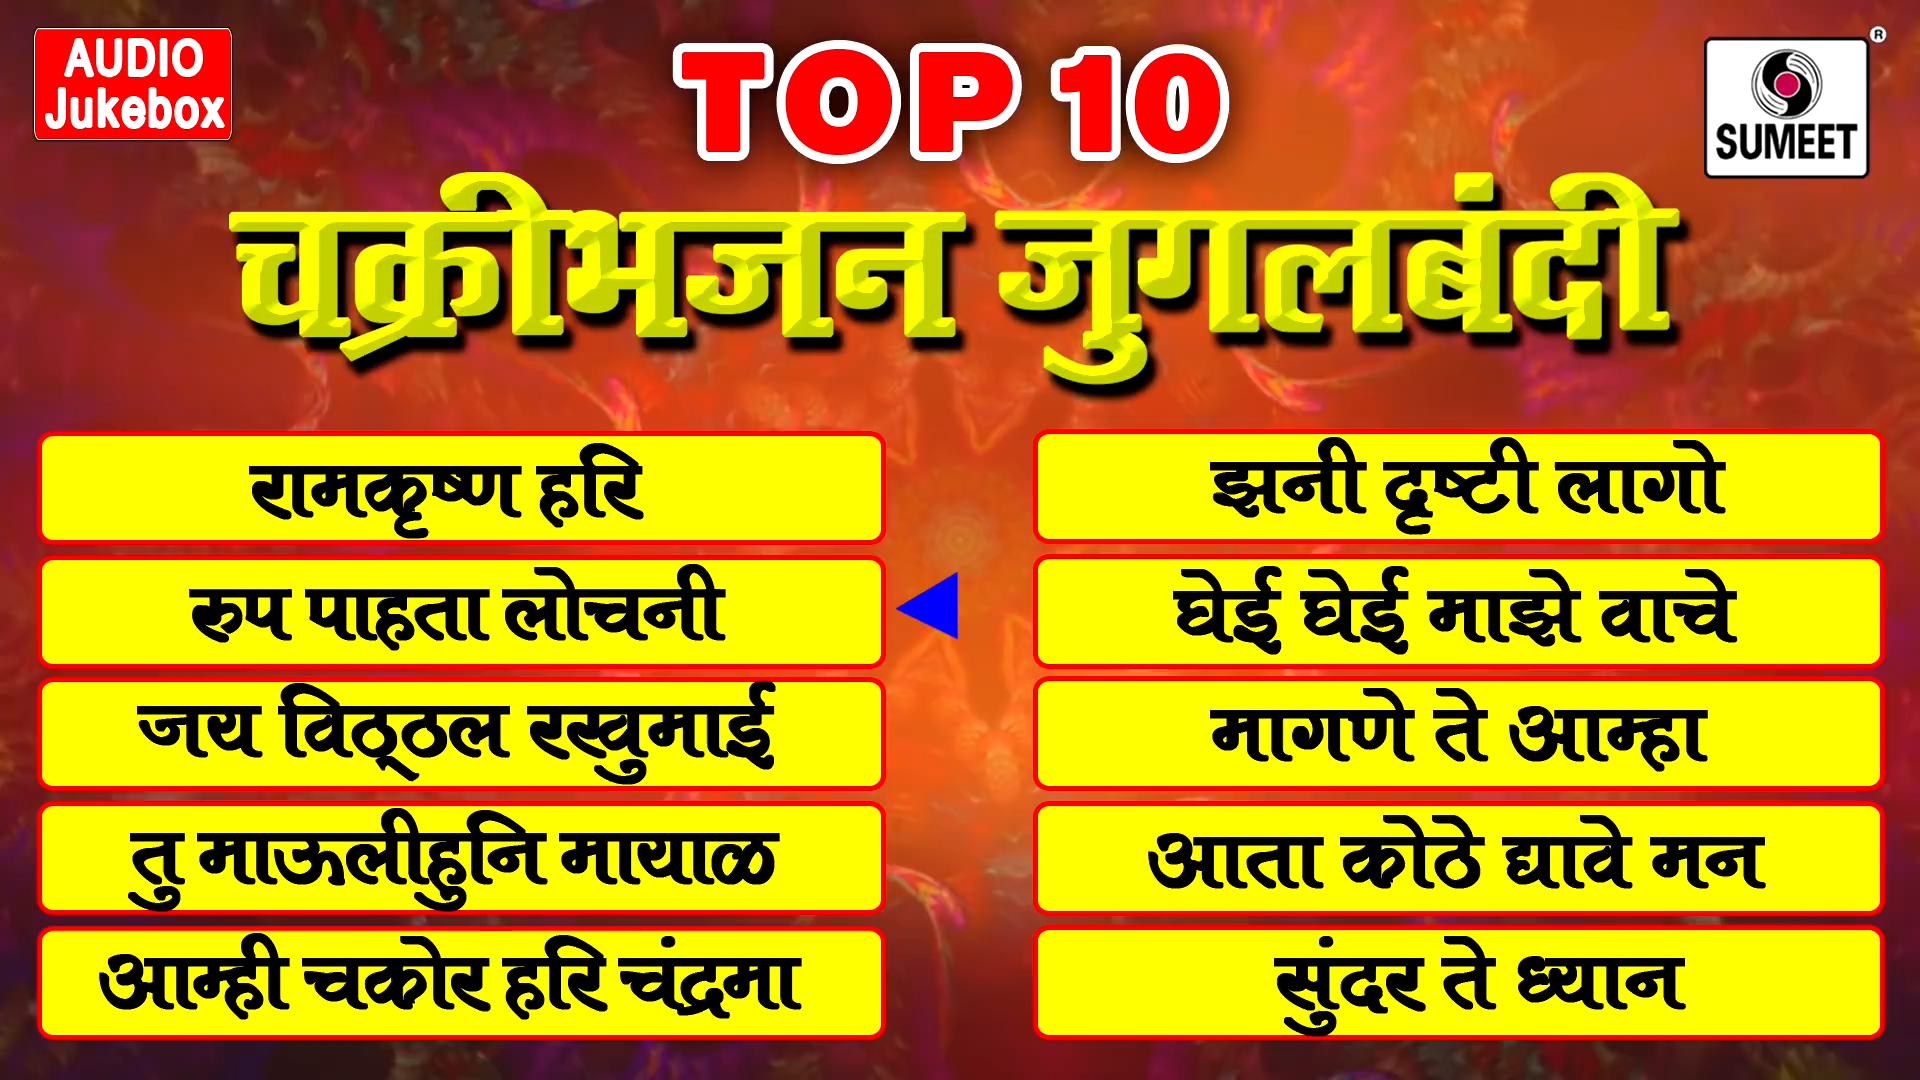 AUDIO
Jukebox
TOP 10
SUMEET
®
चक्रीभजन जुगलबंदी
रामकृष्ण हरि
रुप पाहता लोचनी
जय विठ्ठल रखुमाई
तु माऊलीहुनि मायाळ
आम्ही चकोर हरि चंद्रमा
झनी दृष्टी लागो
घेई घेई माझे वाचे
मागणे ते आम्हा
आता कोठे द्यावे मन
सुंदर ते ध्यान